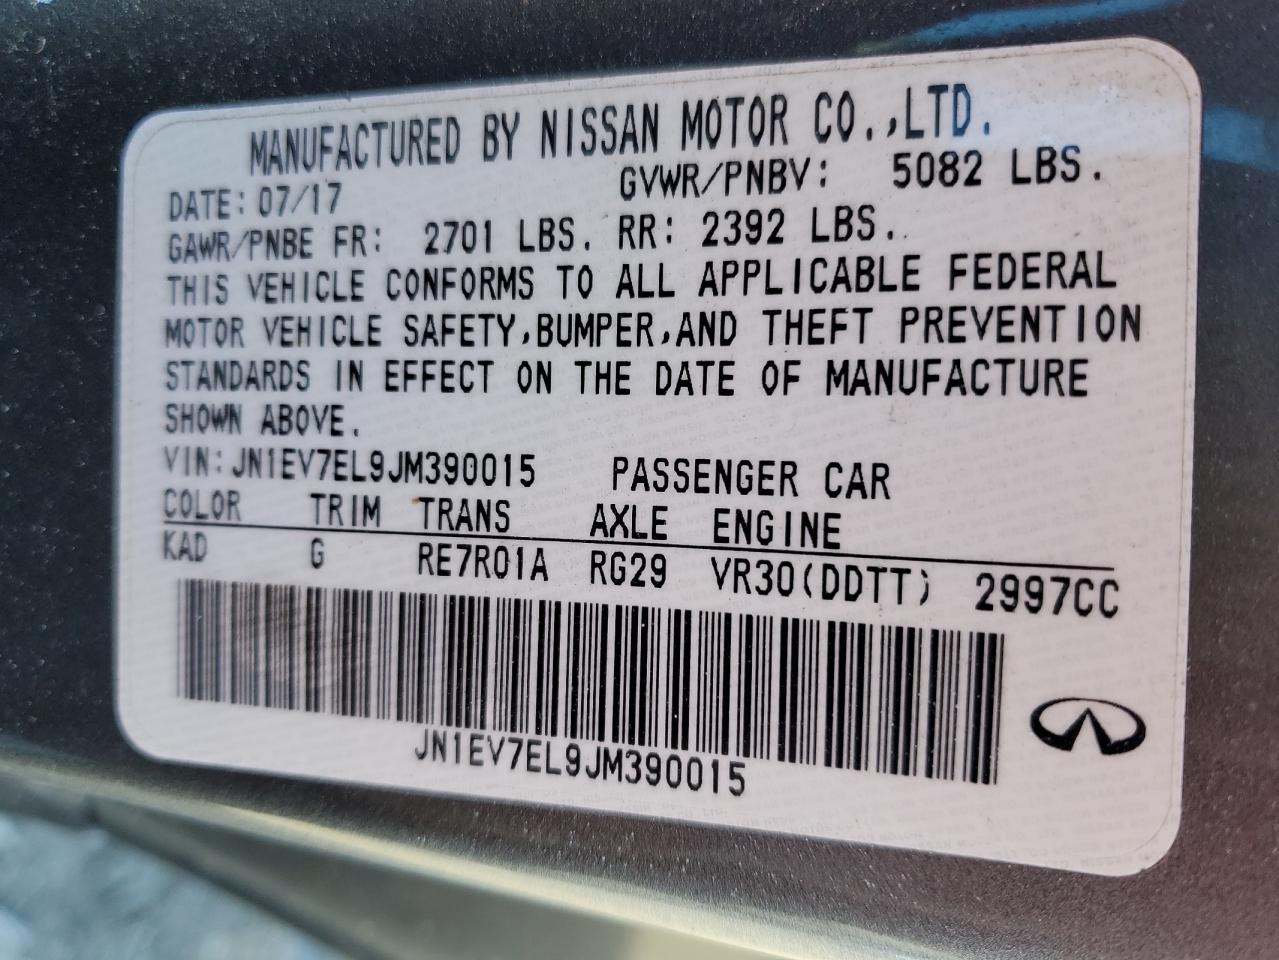 MANUFACTURED BY NISSAN MOTOR CO.,LTD.
DATE: 07/17 GVWR/PNBV: 5082 LBS.
GAWR/PNBE FR: 2701 LBS. RR: 2392 LBS.
THIS VEHICLE CONFORMS TO ALL APPLICABLE FEDERAL
MOTOR VEHICLE SAFETY,BUMPER,AND THEFT PREVENTION
STANDARDS IN EFFECT ON THE DATE OF MANUFACTURE
SHOWN ABOVE.
VIN: JN1EV7EL9JM390015 PASSENGER CAR
COLOR TRIM TRANS AXLE ENGINE
KAD G RE7R01A RG29 VR30(DDTT) 2997CC
JN1EV7EL9JM390015